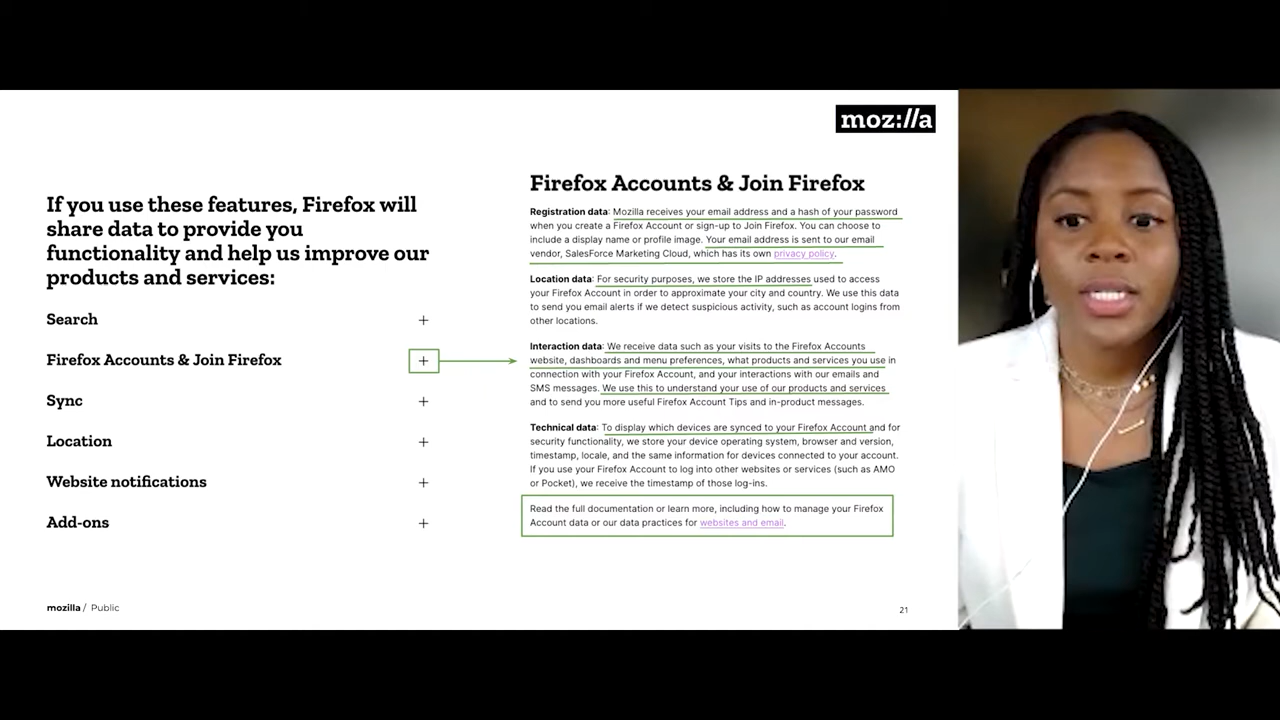 moz://a
If you use these features, Firefox will
share data to provide you
functionality and help us improve our
products and services:
Search +
Firefox Accounts & Join Firefox +
Sync +
Location +
Website notifications +
Add-ons +
Firefox Accounts & Join Firefox
Registration data: Mozilla receives your email address and a hash of your password
when you create a Firefox Account or sign-up to Join Firefox. You can choose to
include a display name or profile image. Your email address is sent to our email
vendor, SalesForce Marketing Cloud, which has its own privacy policy.
Location data: For security purposes, we store the IP addresses used to access
your Firefox Account in order to approximate your city and country. We use this data
to send you email alerts if we detect suspicious activity, such as account logins from
other locations.
Interaction data: We receive data such as your visits to the Firefox Accounts
website, dashboards and menu preferences, what products and services you use in
connection with your Firefox Account, and your interactions with our emails and
SMS messages. We use this to understand your use of our products and services
and to send you more useful Firefox Account Tips and in-product messages.
Technical data: To display which devices are synced to your Firefox Account and for
security functionality, we store your device operating system, browser and version,
timestamp, locale, and the same information for devices connected to your account.
If you use your Firefox Account to log into other websites or services (such as AMO
or Pocket), we receive the timestamp of those log-ins.
Read the full documentation or learn more, including how to manage your Firefox
Account data or our data practices for websites and email.
mozilla / Public
21